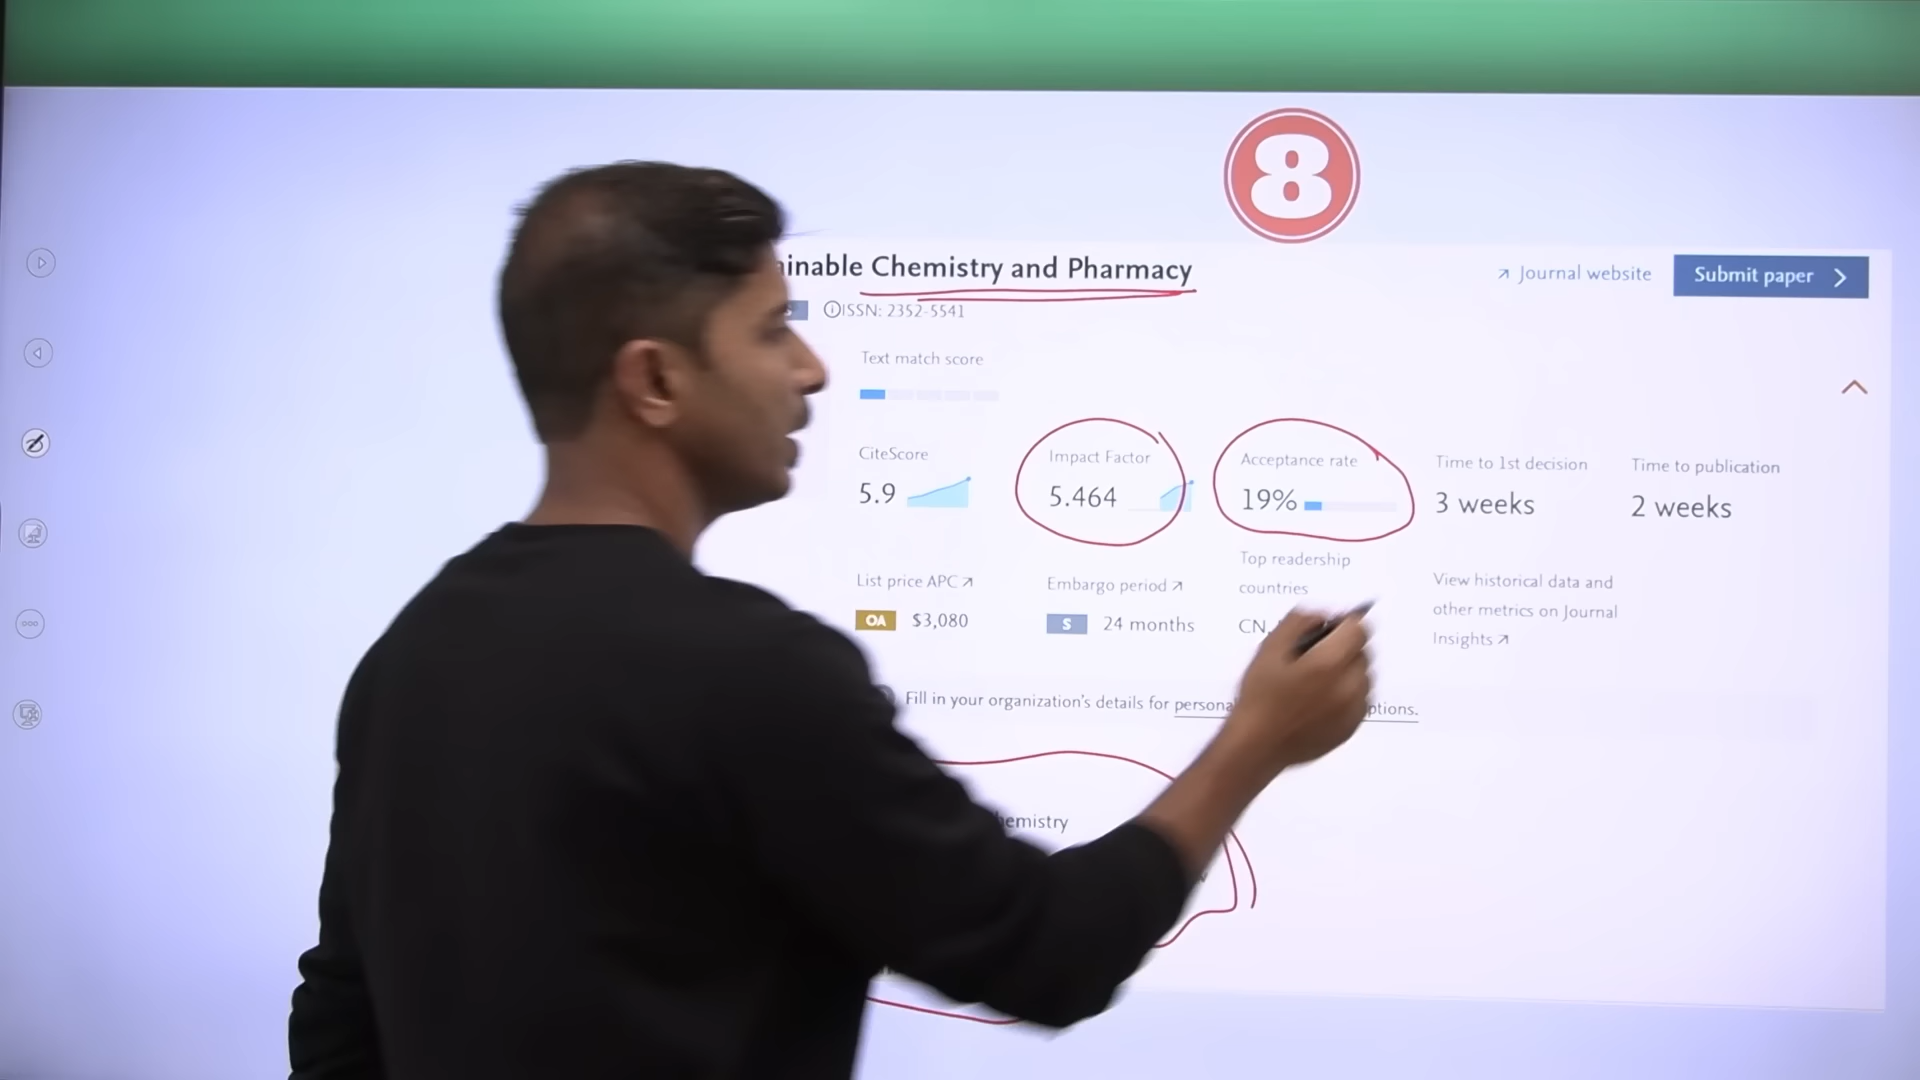 8
ainable Chemistry and Pharmacy
Journal website
Submit paper
ISSN: 2352-5541
Text match score
CiteScore
Impact Factor
Acceptance rate
Time to 1st decision
Time to publication
5.9
5.464
19%
3 weeks
2 weeks
List price APC
Embargo period
Top readership
countries
View historical data and
other metrics on Journal
Insights
OA $3,080
S 24 months
CN,
Fill in your organization's details for persona ptions.
emistry